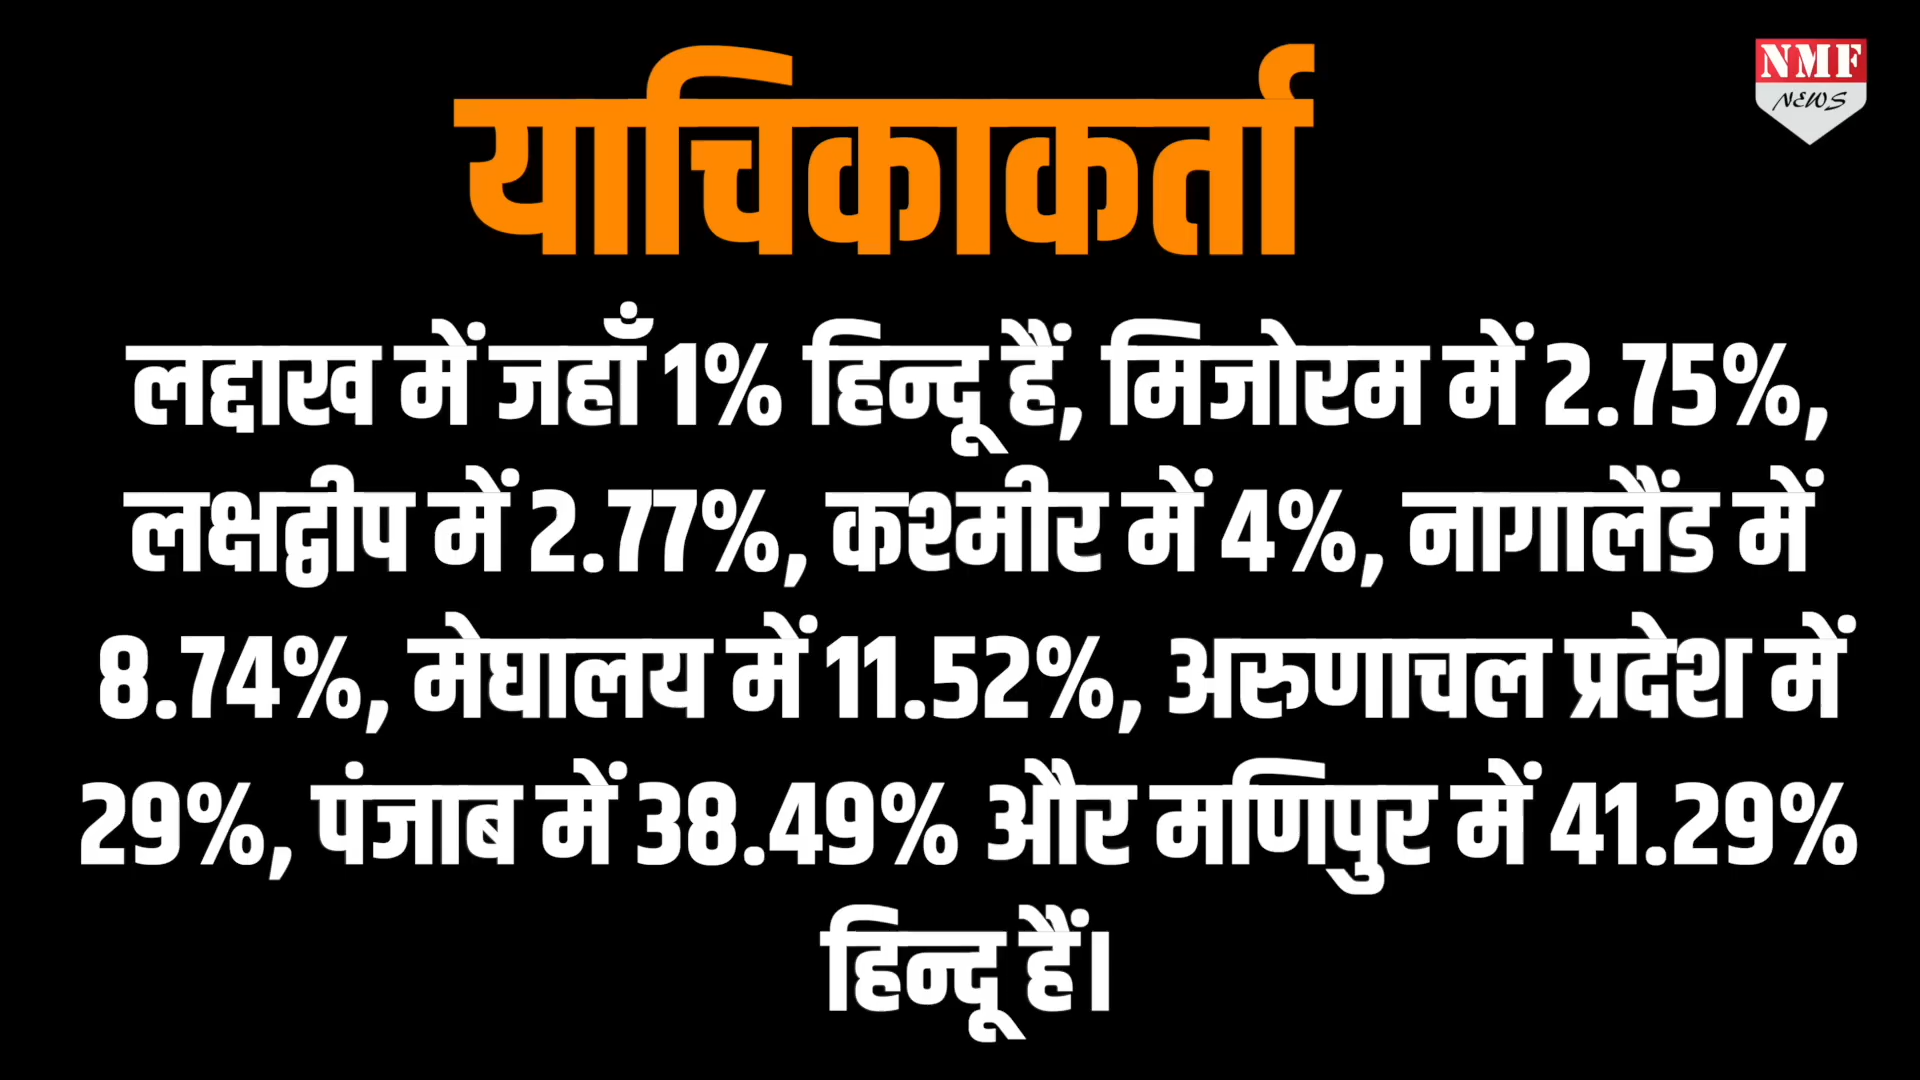 याचिकाकर्ता
NMF
NEWS
लद्दाख में जहाँ 1% हिन्दू हैं, मिजोरम में 2.75%,
लक्षद्वीप में 2.77%, कश्मीर में 4%, नागालैंड में
8.74%, मेघालय में 11.52%, अरुणाचल प्रदेश में
29%, पंजाब में 38.49% और मणिपुर में 41.29%
हिन्दू हैं।